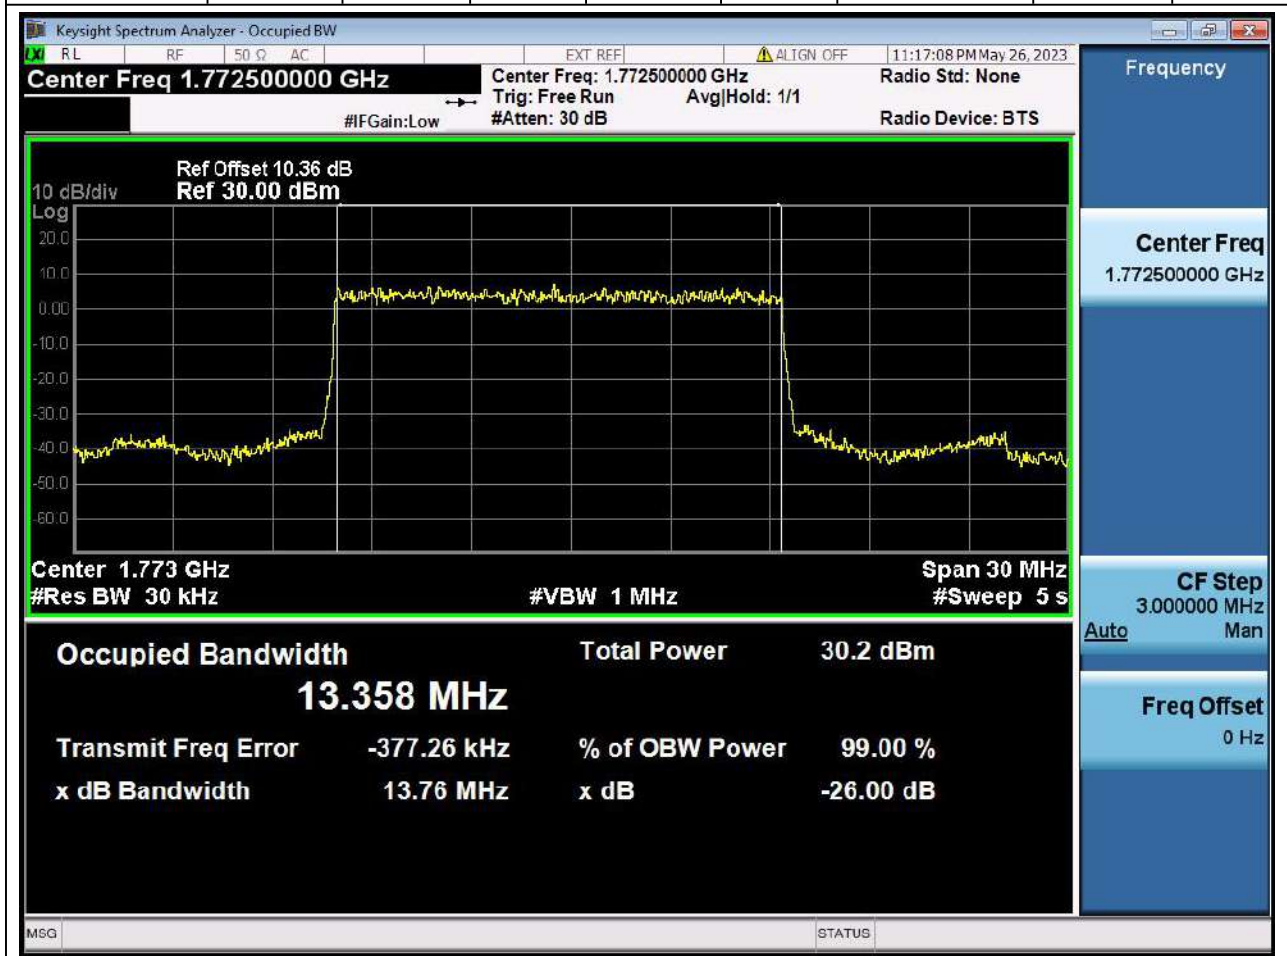 Keysight Spectrum Analyzer - Occupied BW
LXI RL RF 50 Ω AC EXT REF ALIGN OFF 11:17:08 PM May 26, 2023
Center Freq 1.772500000 GHz
Center Freq: 1.772500000 GHz
Radio Std: None
Trig: Free Run Avg|Hold: 1/1
#IFGain:Low
#Atten: 30 dB
Radio Device: BTS
Ref Offset 10.36 dB
10 dB/div Ref 30.00 dBm
Log
20.0
10.0
0.00
-10.0
-20.0
-30.0
-40.0
-50.0
-60.0
Center 1.773 GHz Span 30 MHz
#Res BW 30 kHz #VBW 1 MHz #Sweep 5 s
Occupied Bandwidth Total Power 30.2 dBm
13.358 MHz
Transmit Freq Error -377.26 kHz % of OBW Power 99.00 %
x dB Bandwidth 13.76 MHz x dB -26.00 dB
Frequency
Center Freq
1.772500000 GHz
CF Step
3.000000 MHz
Auto Man
Freq Offset
0 Hz
MSG STATUS